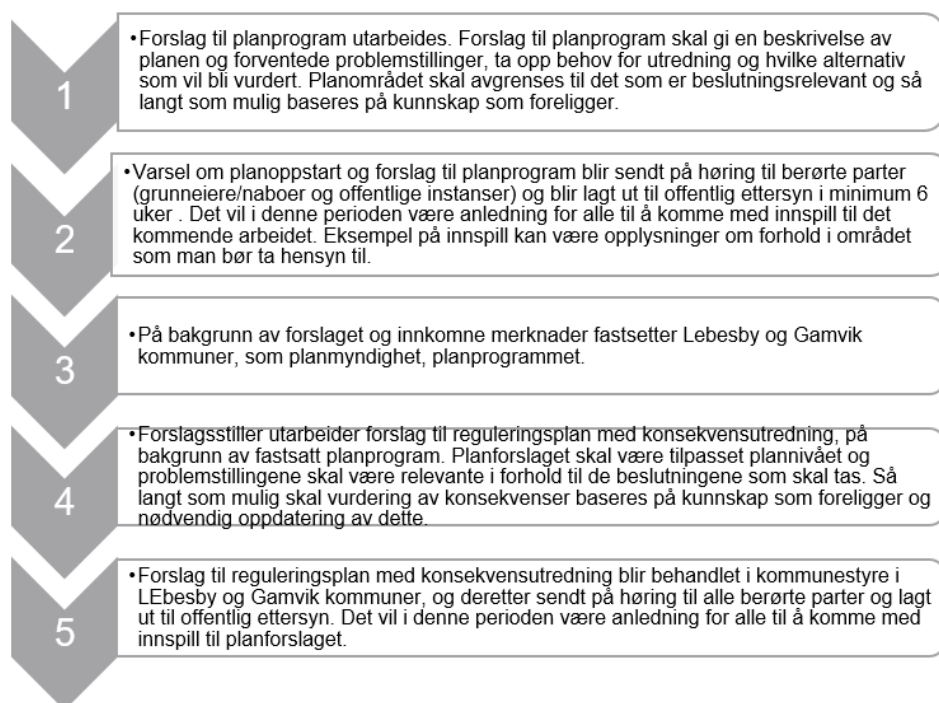 1
•Forslag til planprogram utarbeides. Forslag til planprogram skal gi en beskrivelse av
planen og forventede problemstillinger, ta opp behov for utredning og hvilke alternativ
som vil bli vurdert. Planområdet skal avgrenses til det som er beslutningsrelevant og så
langt som mulig baseres på kunnskap som foreligger.
2
•Varsel om planoppstart og forslag til planprogram blir sendt på høring til berørte parter
(grunneiere/naboer og offentlige instanser) og blir lagt ut til offentlig ettersyn i minimum 6
uker . Det vil i denne perioden være anledning for alle til å komme med innspill til det
kommende arbeidet. Eksempel på innspill kan være opplysninger om forhold i området
som man bør ta hensyn til.
3
•På bakgrunn av forslaget og innkomne merknader fastsetter Lebesby og Gamvik
kommuner, som planmyndighet, planprogrammet.
4
•Forslagsstiller utarbeider forslag til reguleringsplan med konsekvensutredning, på
bakgrunn av fastsatt planprogram. Planforslaget skal være tilpasset plannivået og
problemstillingene skal være relevante i forhold til de beslutningene som skal tas. Så
langt som mulig skal vurdering av konsekvenser baseres på kunnskap som foreligger og
nødvendig oppdatering av dette.
5
•Forslag til reguleringsplan med konsekvensutredning blir behandlet i kommunestyre i
LEbesby og Gamvik kommuner, og deretter sendt på høring til alle berørte parter og lagt
ut til offentlig ettersyn. Det vil i denne perioden være anledning for alle til å komme med
innspill til planforslaget.